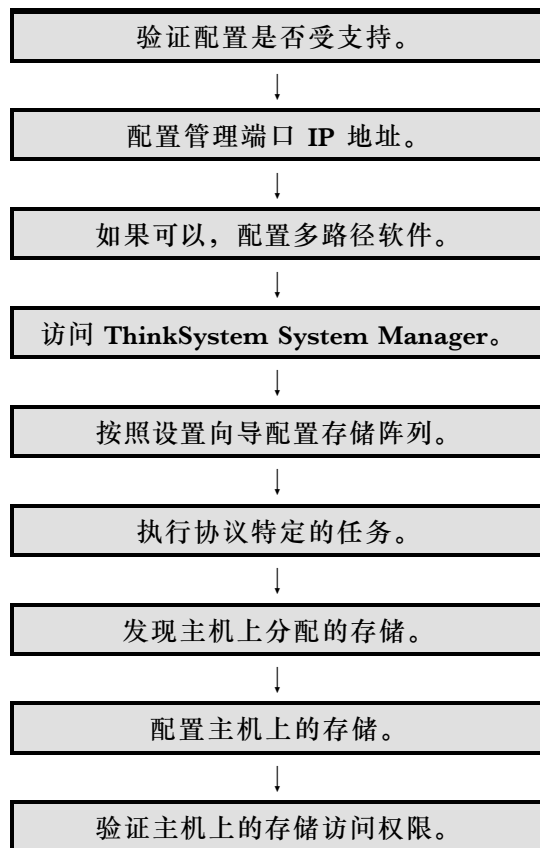 验证配置是否受支持。
配置管理端口 IP 地址。
如果可以，配置多路径软件。
访问 ThinkSystem System Manager。
按照设置向导配置存储阵列。
执行协议特定的任务。
发现主机上分配的存储。
配置主机上的存储。
验证主机上的存储访问权限。